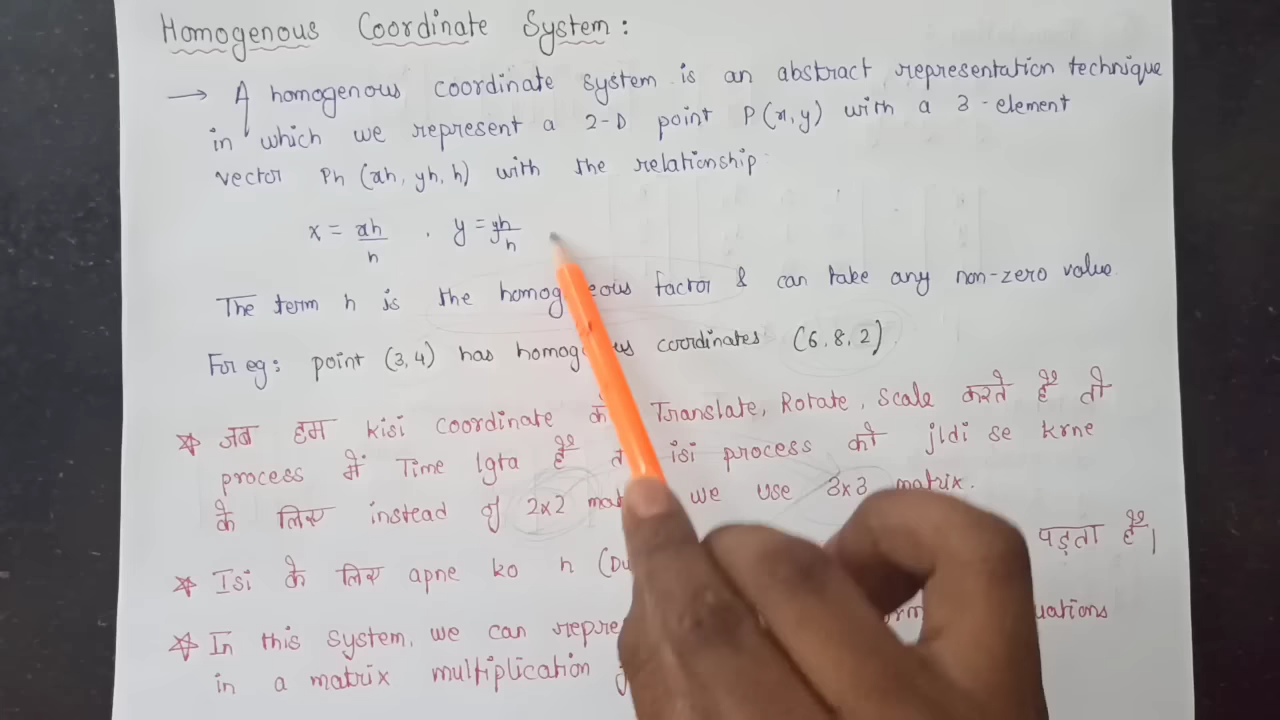 Homogenous Coordinate System :
→ A homogenous coordinate system is an abstract representation technique
in which we represent a 2-D point P(x, y) with a 3-element
vector Ph (xh, yh, h) with the relationship
x = xh/h , y = yh/h
The term h is the homogeneous factor & can take any non-zero value
For eg: point (3,4) has coordinates (6,8,2)
जब हम kisi coordinate Translate, Rotate, Scale करते हैं तो
process में Time lgta है isi process को jldi se krne
के लिए instead of 2x2 we use 3x3 matrix.
Isi के लिए apne ko h पड़ता है।
In this system, we can
in a matrix multiplication